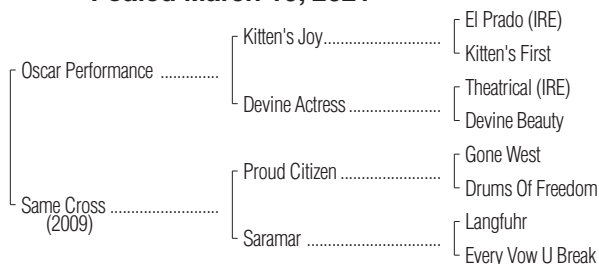 Foaled March 2021
El Prado (IRE)
Kitten's Joy ...........................
Kitten's First
Oscar Performance ..............
Theatrical (IRE)
Devine Actress .......................
Devine Beauty
Gone West
Proud Citizen .........................
Drums Of Freedom
Same Cross ..........................
(2009)
Langfuhr
Saramar .................................
Every Vow U Break